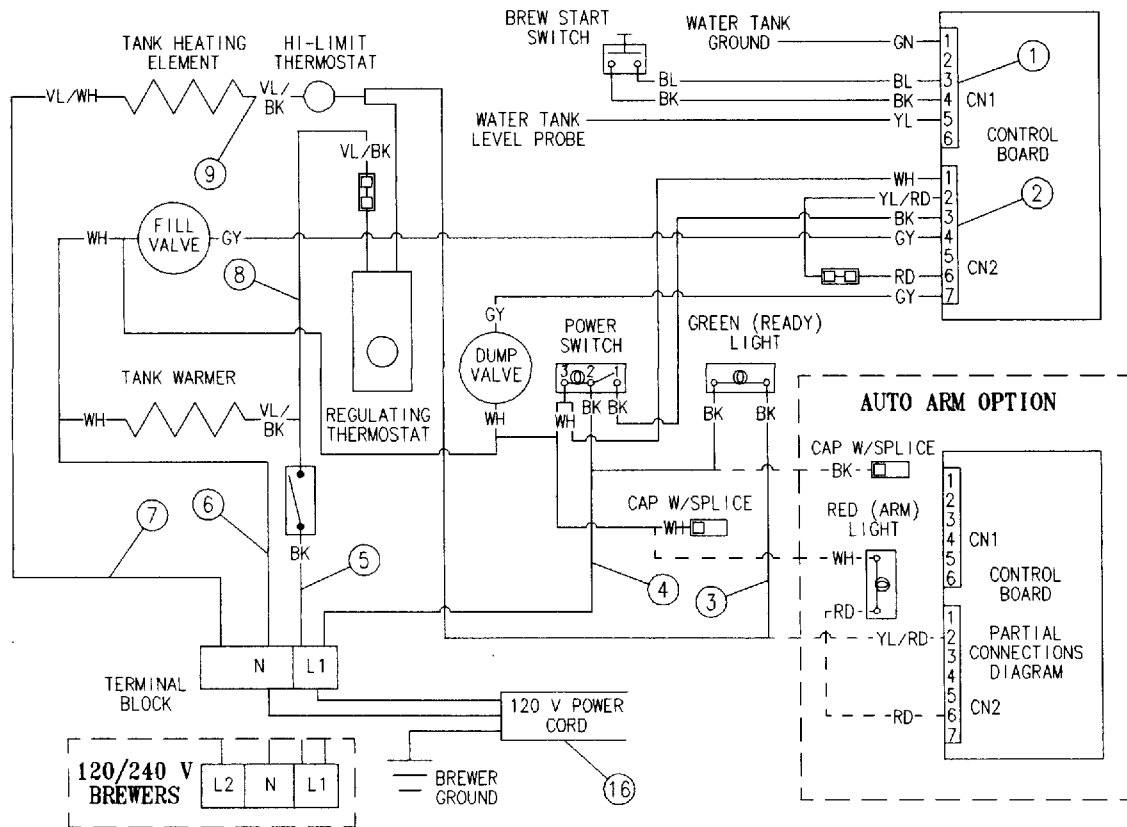 BREW START
SWITCH
WATER TANK
GROUND
GN
1
2
BL
BL
3
BK
BK
4
CN1
WATER TANK
LEVEL PROBE
YL
5
6
1
CONTROL
BOARD
TANK HEATING
ELEMENT
HI-LIMIT
THERMOSTAT
VL/WH
VL/
BK
9
VL/BK
WH
1
YL/RD
2
BK
3
GY
4
5
RD
6
GY
7
CN2
2
WH
FILL
VALVE
GY
8
GY
DUMP
VALVE
WH
POWER
SWITCH
3
2
1
WH
BK
BK
GREEN (READY)
LIGHT
BK
BK
TANK WARMER
WH
VL/
BK
REGULATING
THERMOSTAT
BK
7
6
5
4
3
CAP W/SPLICE
WH
AUTO ARM OPTION
CAP W/SPLICE
BK
RED (ARM)
LIGHT
WH
RD
1
2
3
4
5
6
CN1
CONTROL
BOARD
1
YL/RD
2
3
4
5
RD
6
7
CN2
PARTIAL
CONNECTIONS
DIAGRAM
TERMINAL
BLOCK
N
L1
120 V POWER
CORD
16
BREWER
GROUND
120/240 V
BREWERS
L2
N
L1